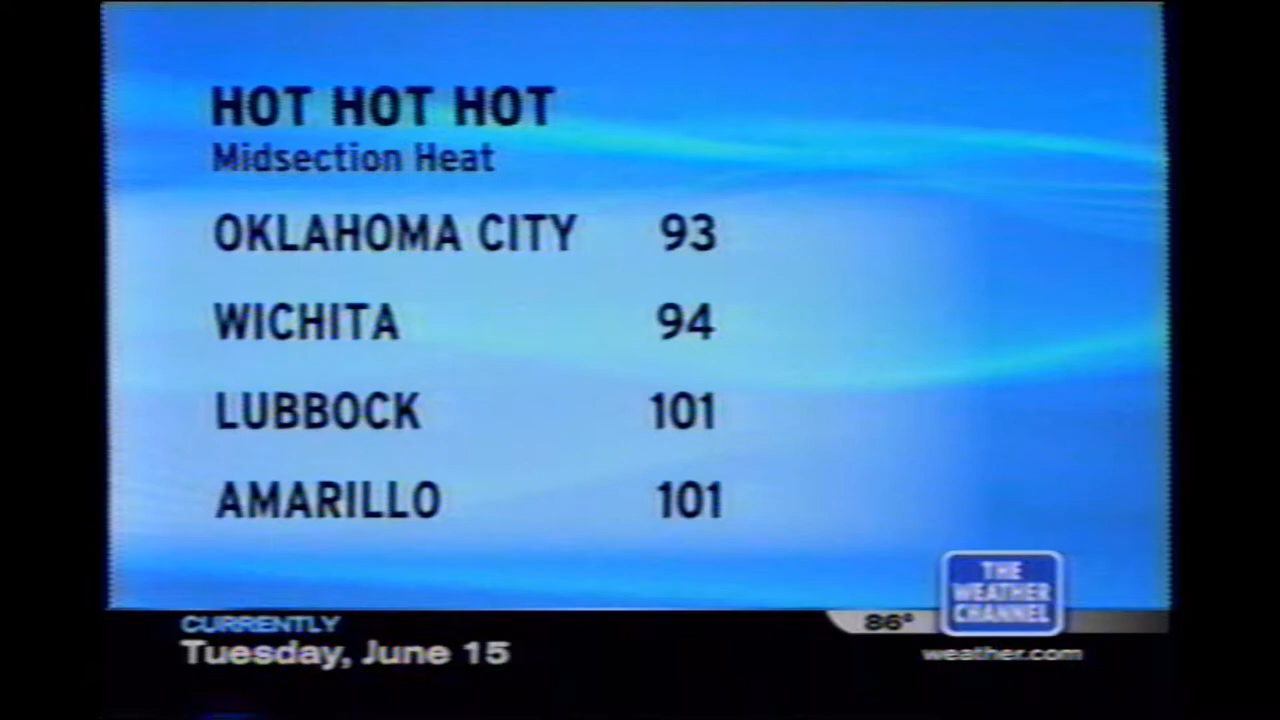 HOT HOT HOT
Midsection Heat
OKLAHOMA CITY 93
WICHITA 94
LUBBOCK 101
AMARILLO 101
THE
WEATHER
CHANNEL
CURRENTLY
86°
Tuesday, June 15
weather.com